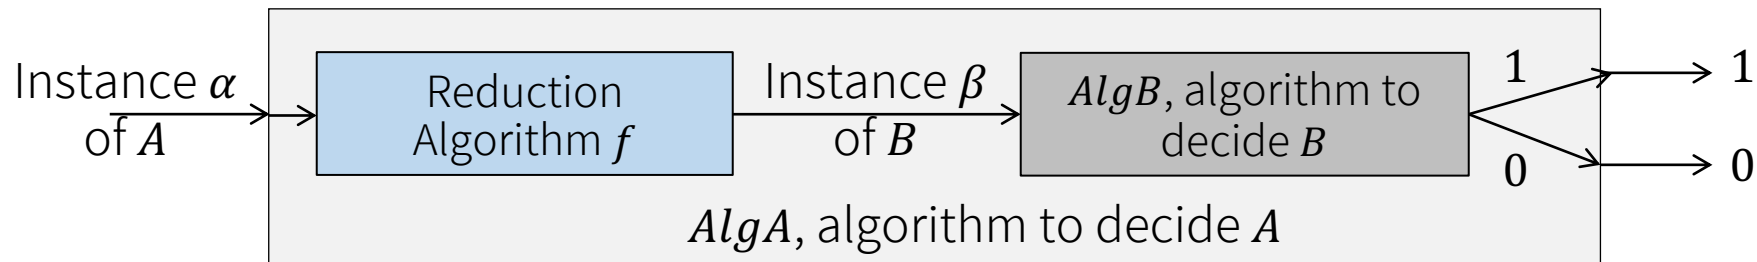 Instance α
of A
Reduction
Algorithm f
Instance β
of B
AlgB, algorithm to
decide B
1
0
1
0
AlgA, algorithm to decide A